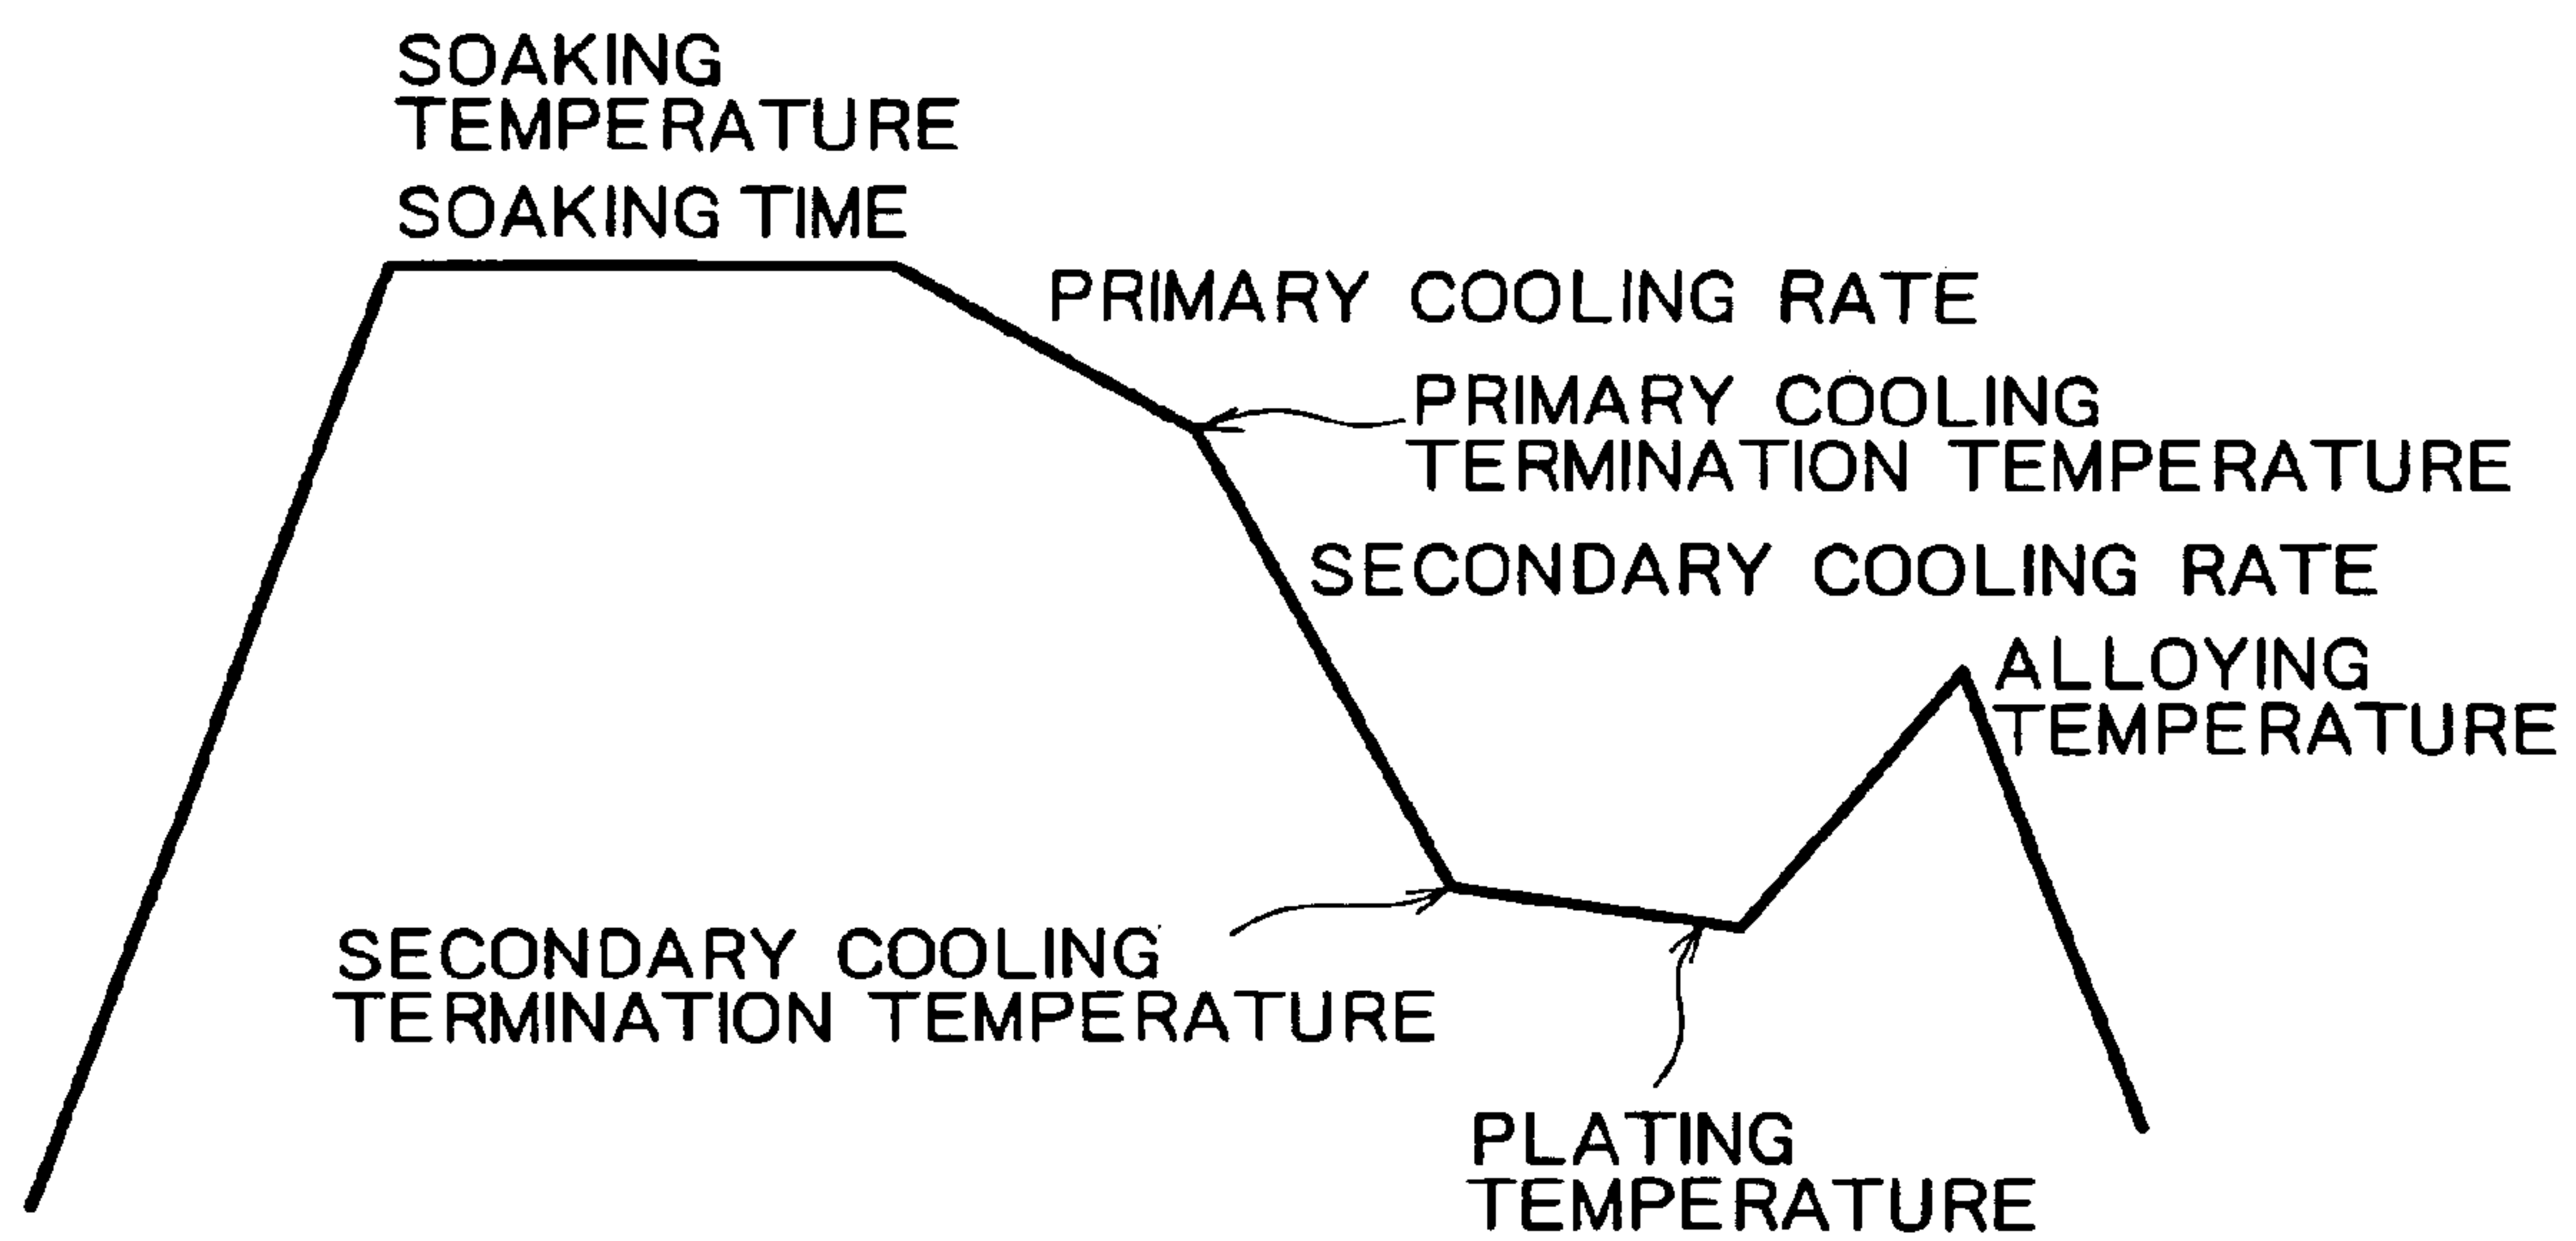 SOAKING
TEMPERATURE
SOAKING TIME
PRIMARY COOLING RATE
PRIMARY COOLING
TERMINATION TEMPERATURE
SECONDARY COOLING RATE
ALLOYING
TEMPERATURE
SECONDARY COOLING
TERMINATION TEMPERATURE
PLATING
TEMPERATURE